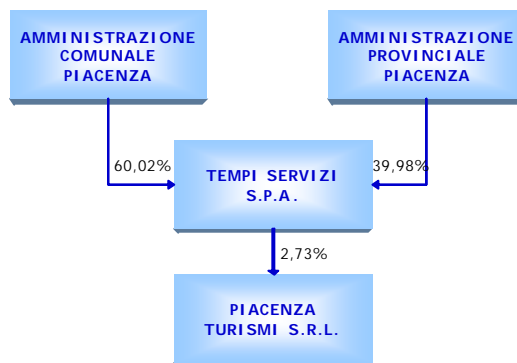 AMMINISTRAZIONE
COMUNALE
PIACENZA
AMMINISTRAZIONE
PROVINCIALE
PIACENZA
60,02%
39,98%
TEMPI SERVIZI
S.P.A.
2,73%
PIACENZA
TURISMI S.R.L.